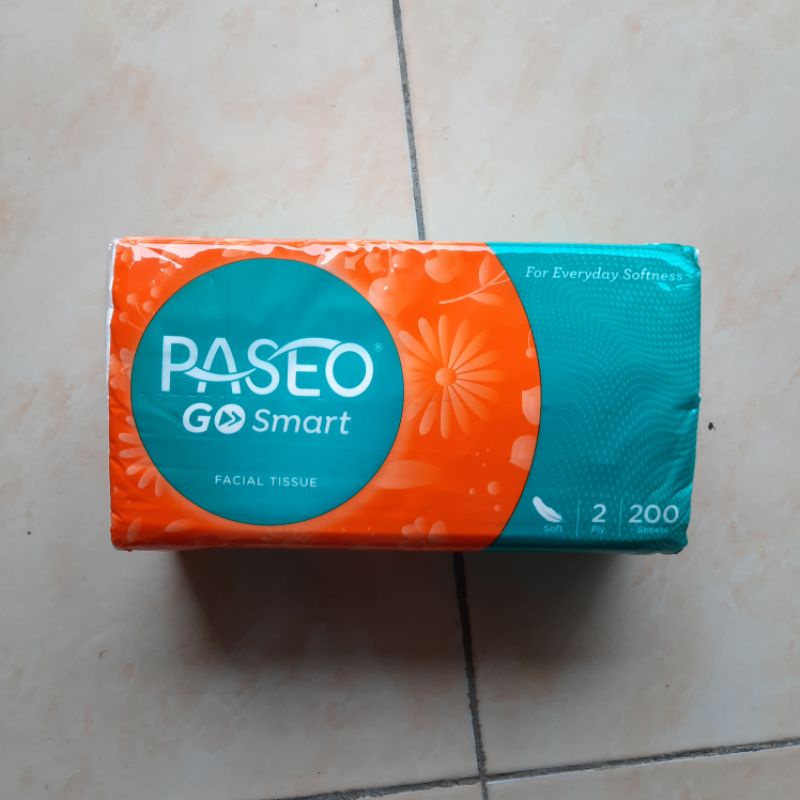 For Everyday Softness
PASEO®
GO Smart
FACIAL TISSUE
Soft
2 Ply
200 Sheets